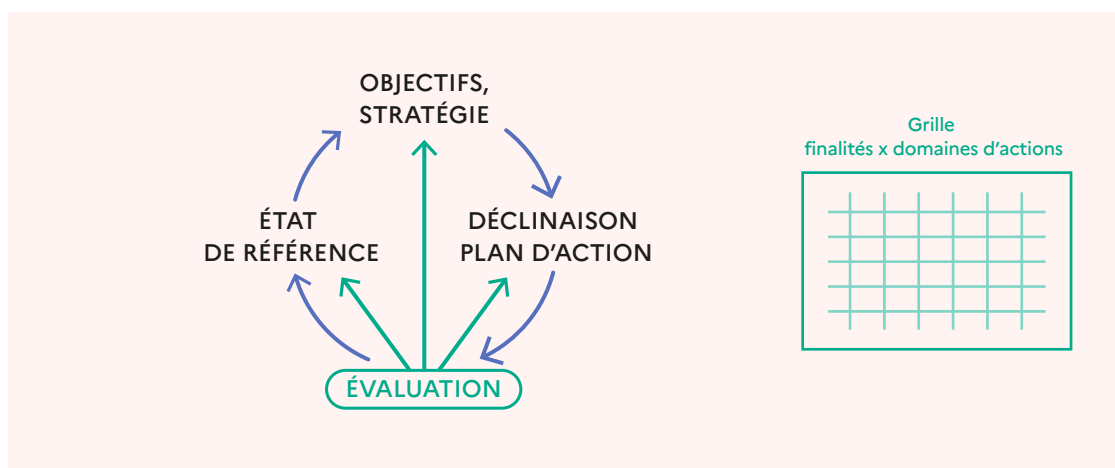 OBJECTIFS,
STRATÉGIE
ÉTAT
DE RÉFÉRENCE
DÉCLINAISON
PLAN D’ACTION
ÉVALUATION
Grille
finalités x domaines d’actions